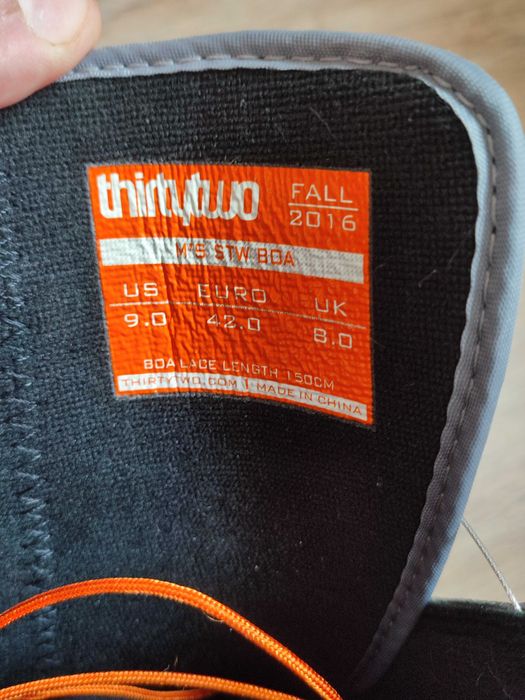 thirtytwo
FALL
2016
M'S STW BOA
US EURO UK
9.0 42.0 8.0
BOA LACE LENGTH 150CM
THIRTYTWO.COM | MADE IN CHINA